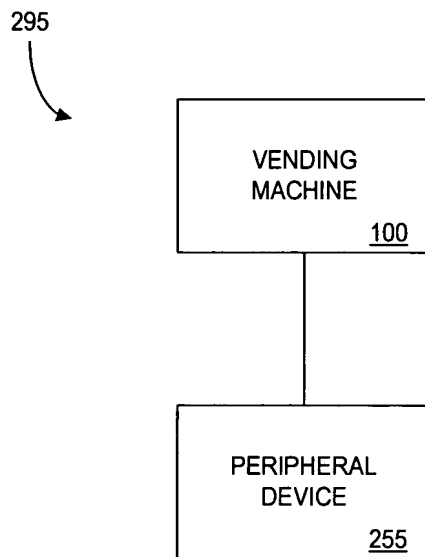 295
VENDING
MACHINE
100
PERIPHERAL
DEVICE
255